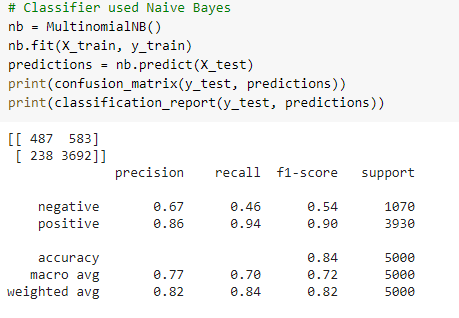 # Classifier used Naive Bayes
nb = MultinomialNB()
nb.fit(X_train, y_train)
predictions = nb.predict(X_test)
print(confusion_matrix(y_test, predictions))
print(classification_report(y_test, predictions))
[[ 487  583]
 [ 238 3692]]
              precision    recall  f1-score   support
    negative       0.67      0.46      0.54      1070
    positive       0.86      0.94      0.90      3930
    accuracy                           0.84      5000
   macro avg       0.77      0.70      0.72      5000
weighted avg       0.82      0.84      0.82      5000